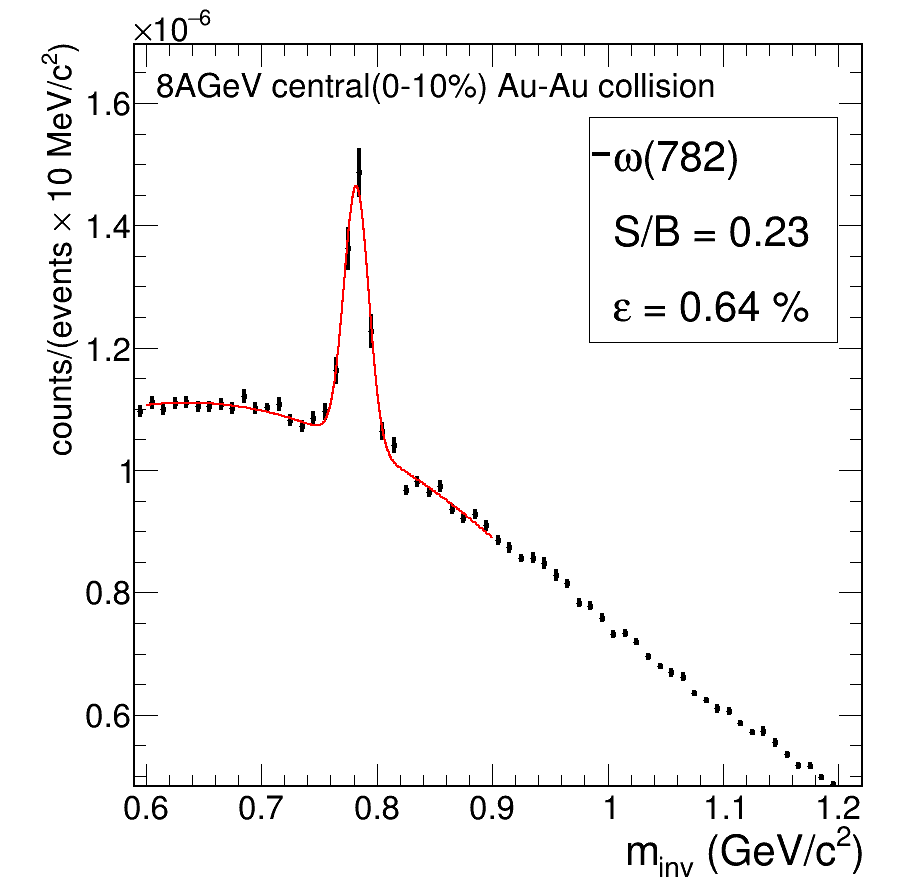 ×10⁻⁶
8AGeV central(0-10%) Au-Au collision
counts/(events × 10 MeV/c²)
ω(782)
S/B = 0.23
ε = 0.64 %
1.6
1.4
1.2
1
0.8
0.6
0.6 0.7 0.8 0.9 1 1.1 1.2
m_inv (GeV/c²)